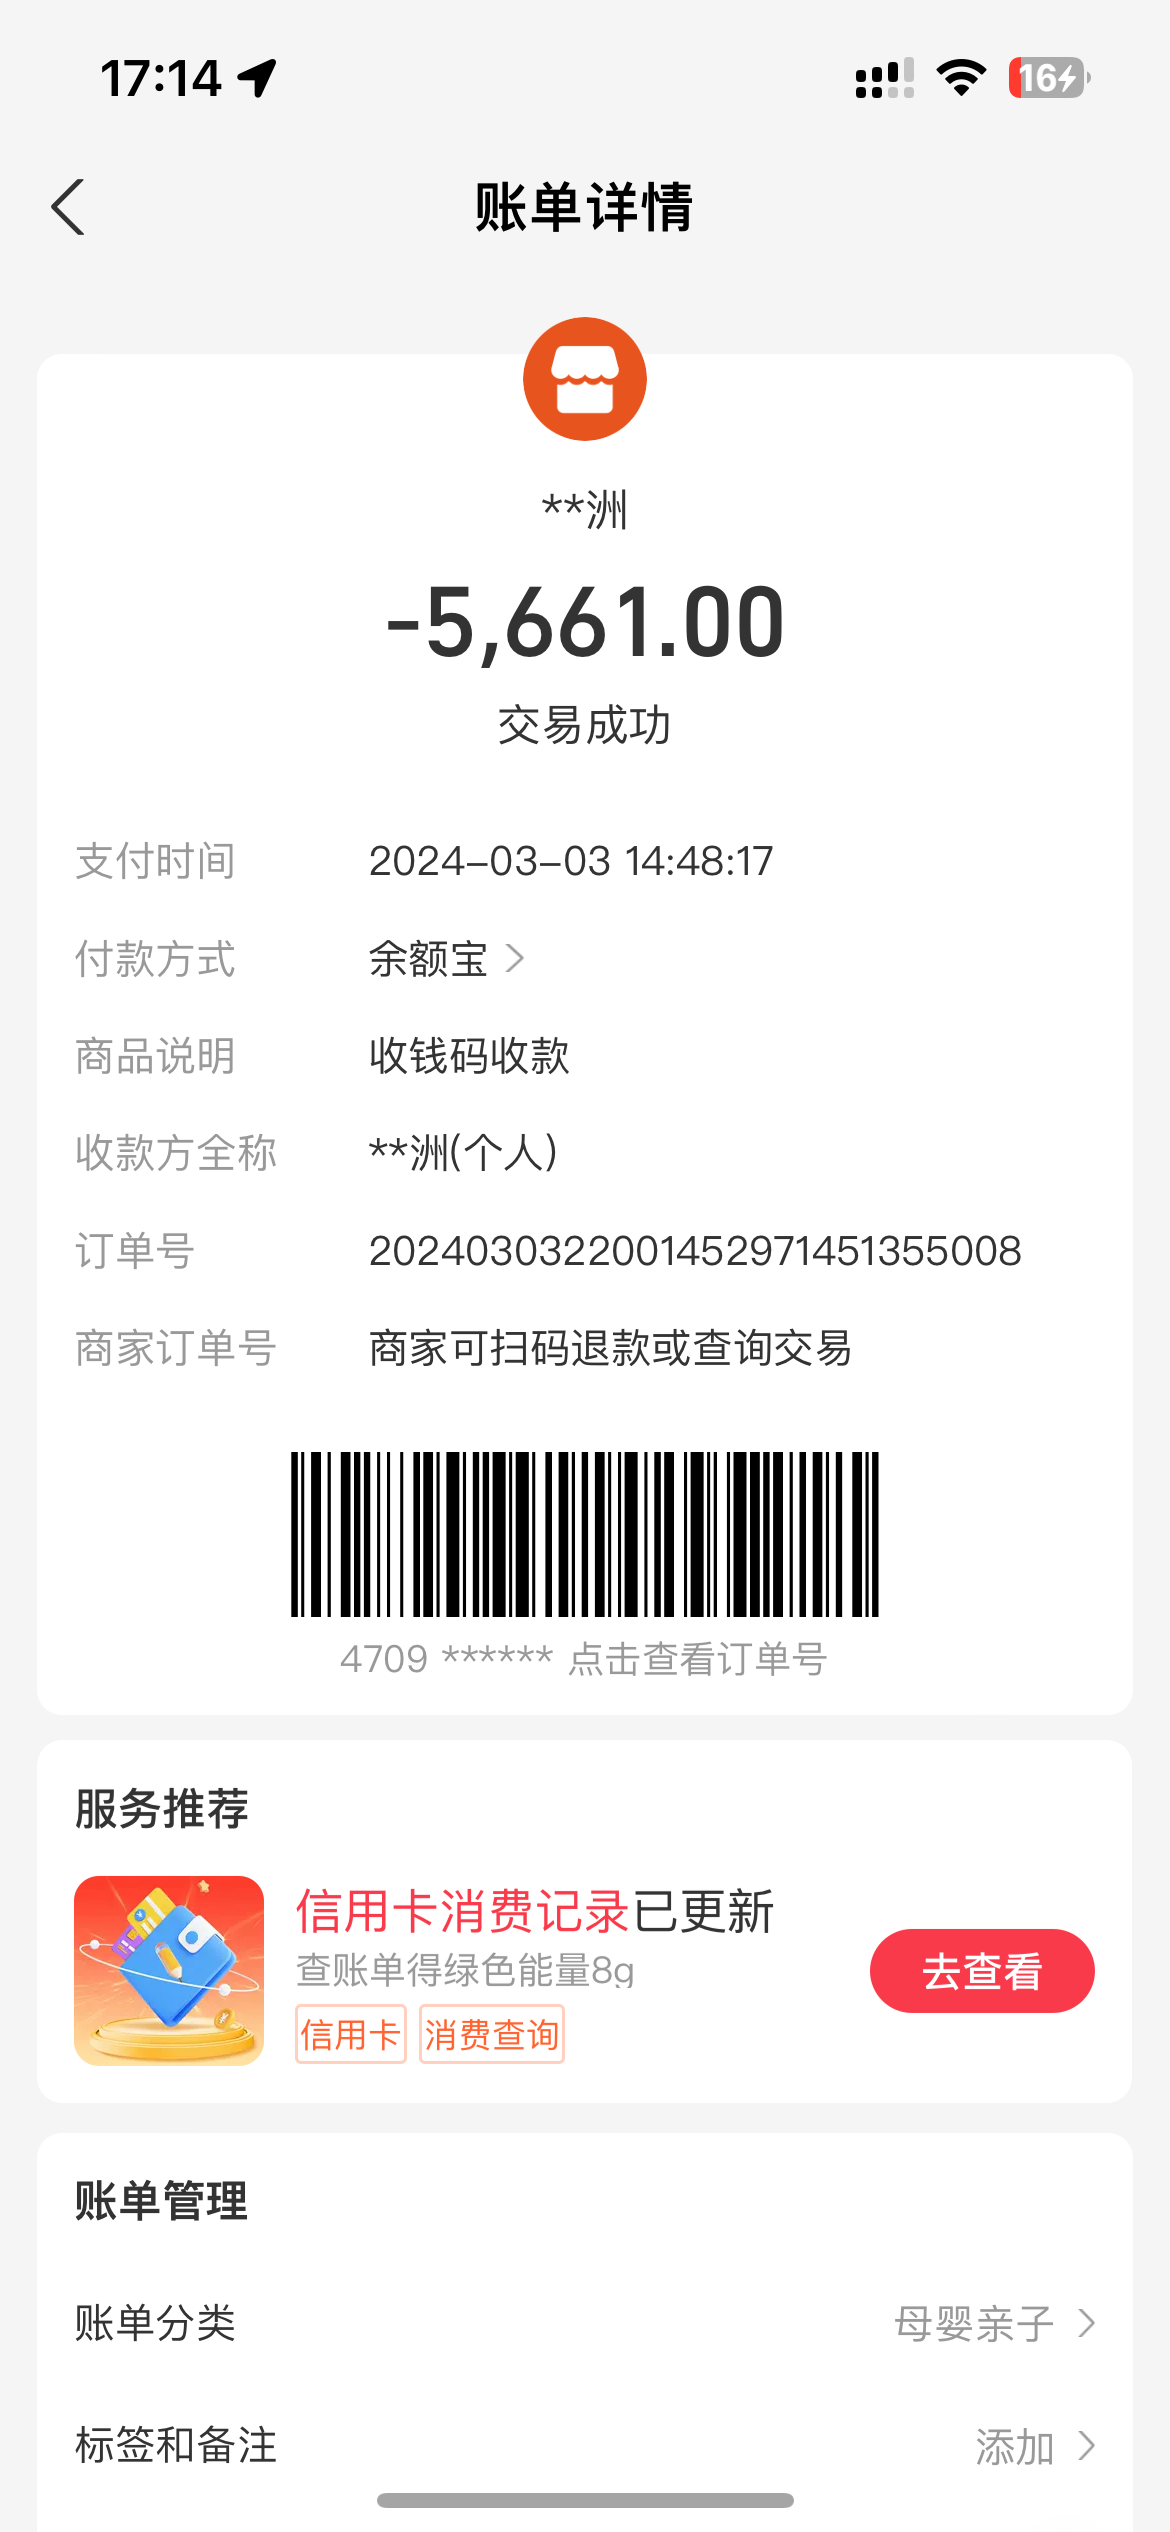 17:14
16
账单详情
**洲
-5,661.00
交易成功
支付时间 2024-03-03 14:48:17
付款方式 余额宝
商品说明 收钱码收款
收款方全称 **洲(个人)
订单号 20240303220014529714513550​08
商家订单号 商家可扫码退款或查询交易
4709 ****** 点击查看订单号
服务推荐
信用卡消费记录已更新
查账单得绿色能量8g
去查看
信用卡 消费查询
账单管理
账单分类 母婴亲子
标签和备注 添加